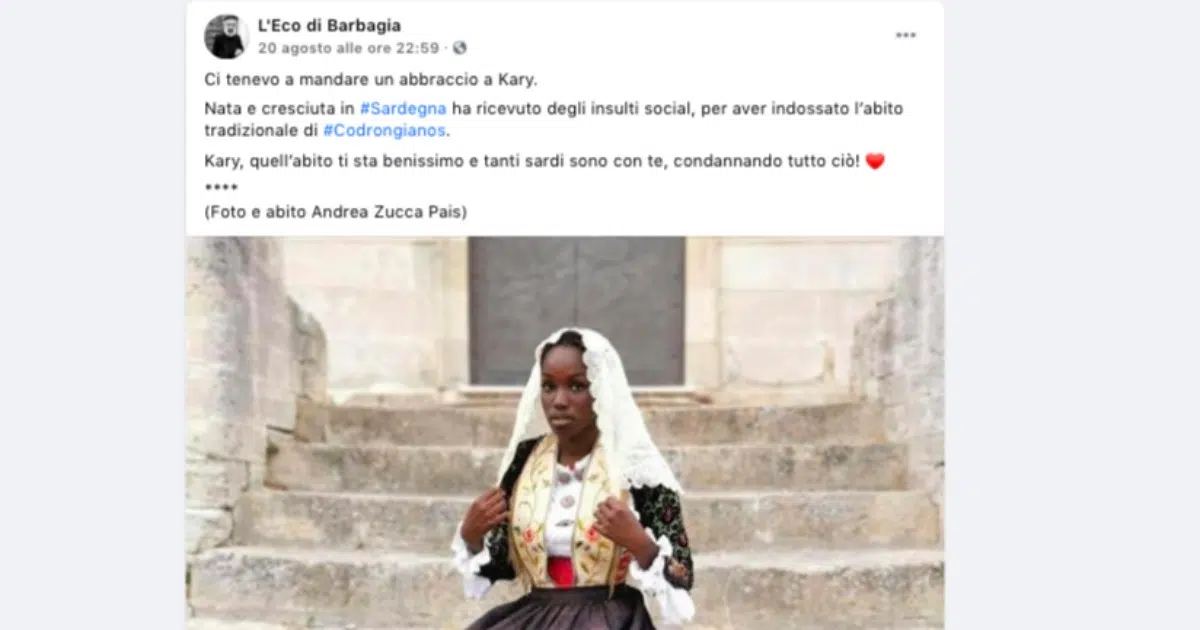 L'Eco di Barbagia
20 agosto alle ore 22:59 ·
Ci tenevo a mandare un abbraccio a Kary.
Nata e cresciuta in #Sardegna ha ricevuto degli insulti social, per aver indossato l'abito
tradizionale di #Codrongianos.
Kary, quell'abito ti sta benissimo e tanti sardi sono con te, condannando tutto ciò! ❤️
****
(Foto e abito Andrea Zucca Pais)